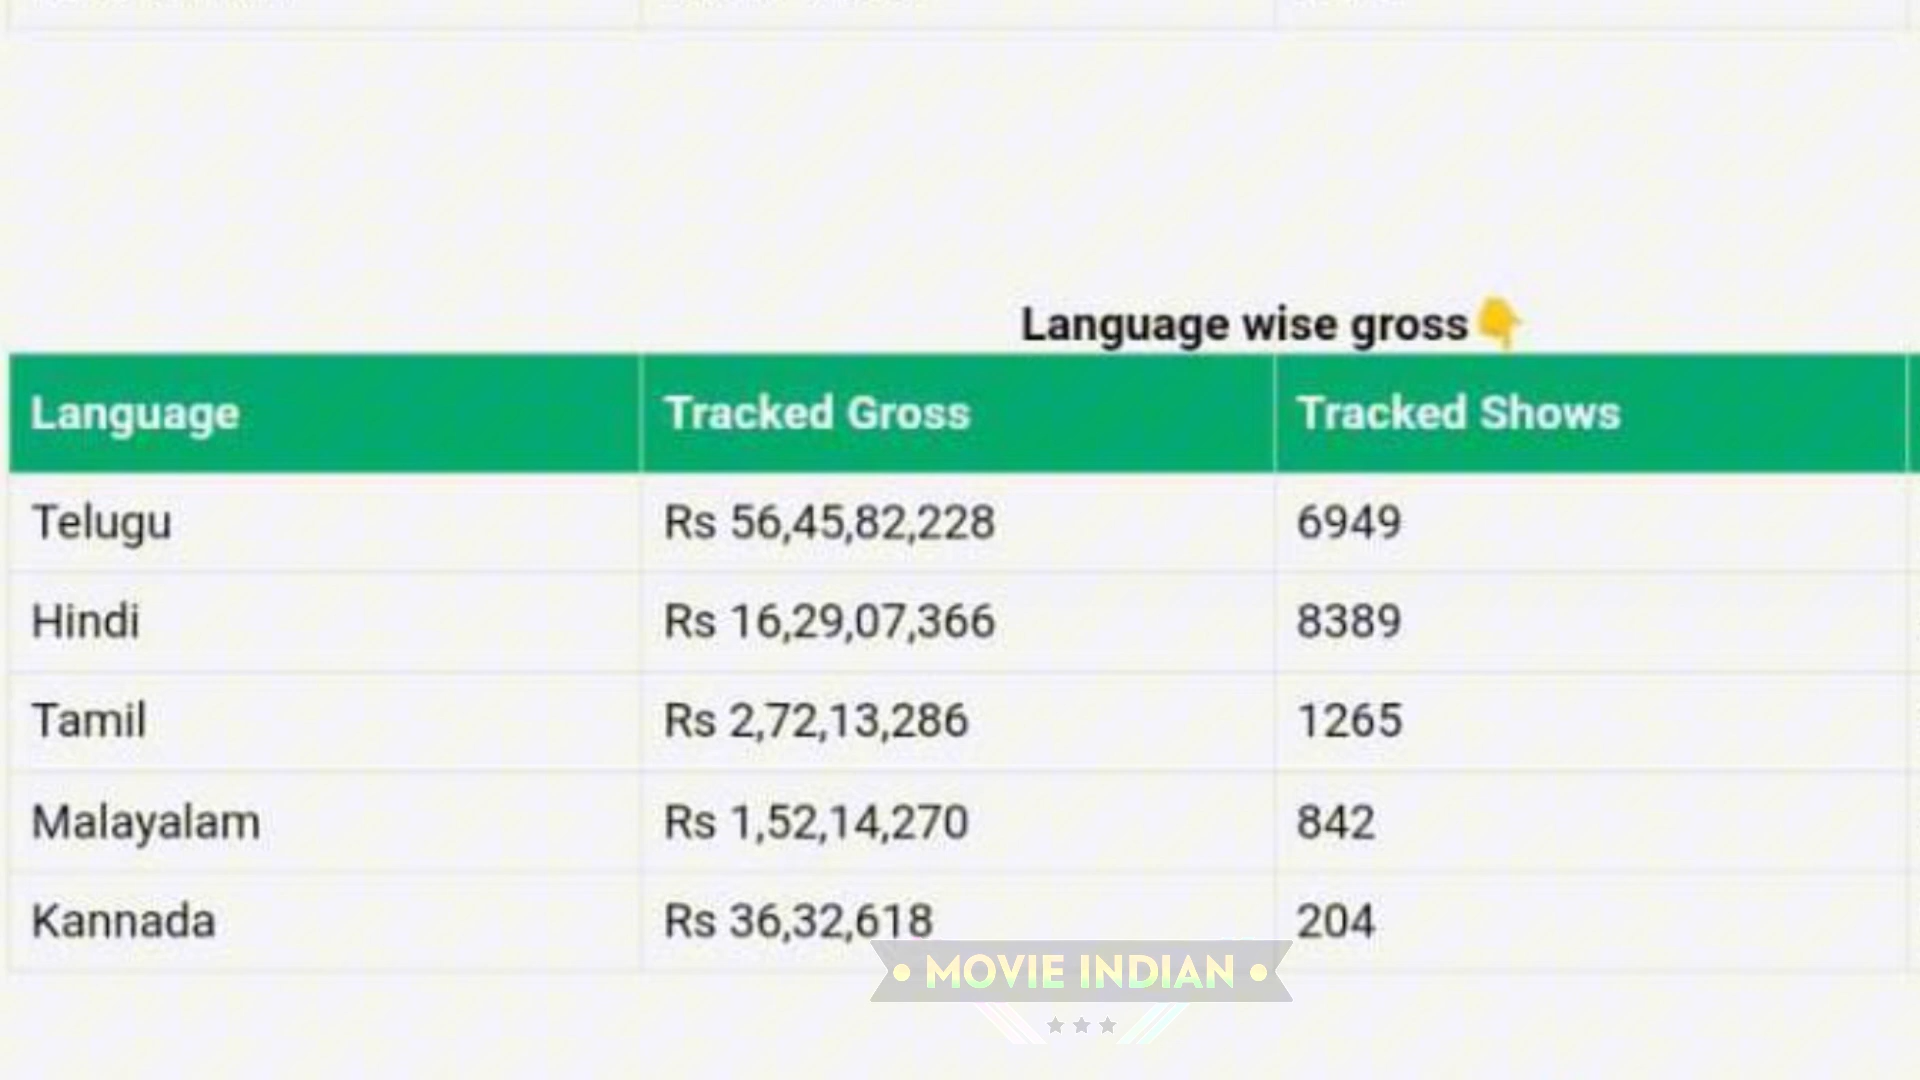 Language wise gross👇
Language Tracked Gross Tracked Shows
Telugu Rs 56,45,82,228 6949
Hindi Rs 16,29,07,366 8389
Tamil Rs 2,72,13,286 1265
Malayalam Rs 1,52,14,270 842
Kannada Rs 36,32,618 204
MOVIE INDIAN